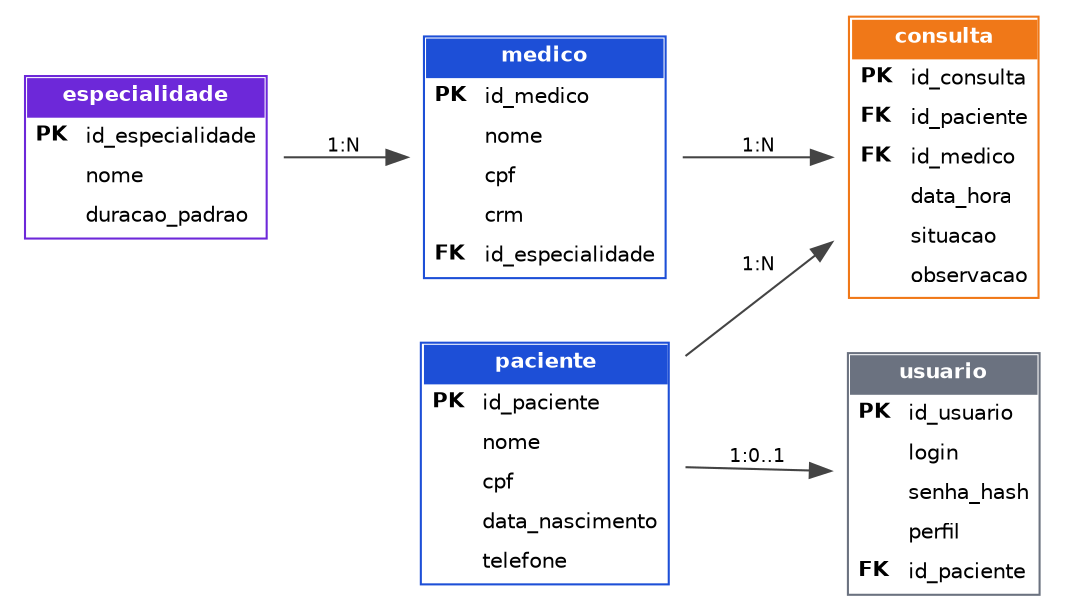 especialidade
PK id_especialidade
nome
duracao_padrao
1:N
medico
PK id_medico
nome
cpf
crm
FK id_especialidade
1:N
consulta
PK id_consulta
FK id_paciente
FK id_medico
data_hora
situacao
observacao
1:N
paciente
PK id_paciente
nome
cpf
data_nascimento
telefone
1:0..1
usuario
PK id_usuario
login
senha_hash
perfil
FK id_paciente